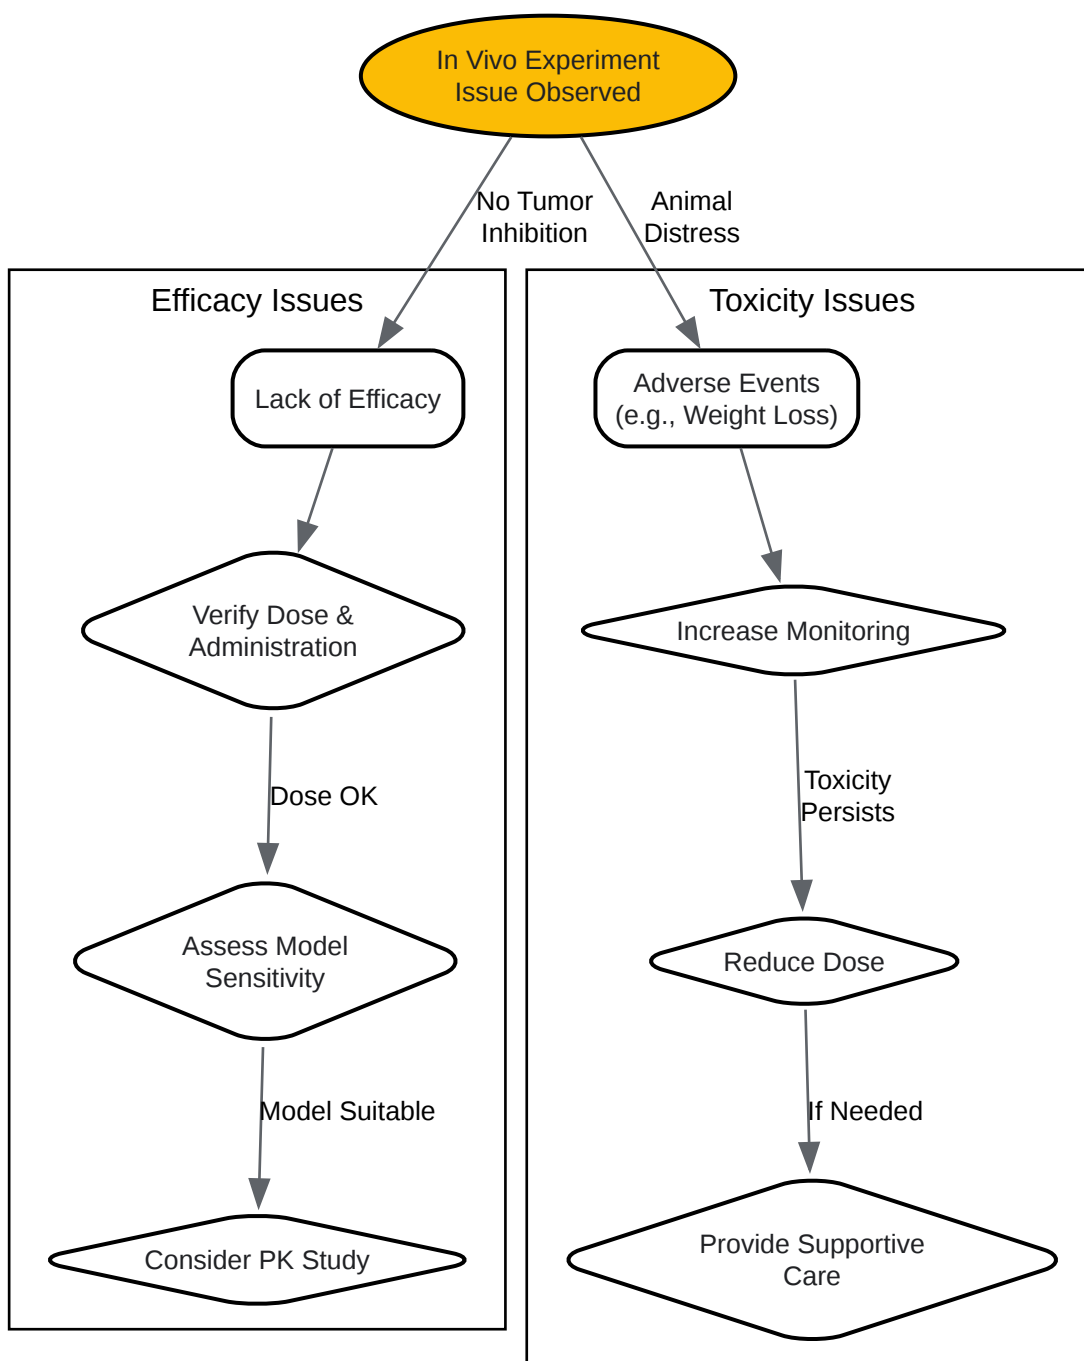 In Vivo Experiment
Issue Observed
No Tumor
Inhibition
Animal
Distress
Efficacy Issues
Lack of Efficacy
Verify Dose &
Administration
Dose OK
Assess Model
Sensitivity
Model Suitable
Consider PK Study
Toxicity Issues
Adverse Events
(e.g., Weight Loss)
Increase Monitoring
Toxicity
Persists
Reduce Dose
If Needed
Provide Supportive
Care